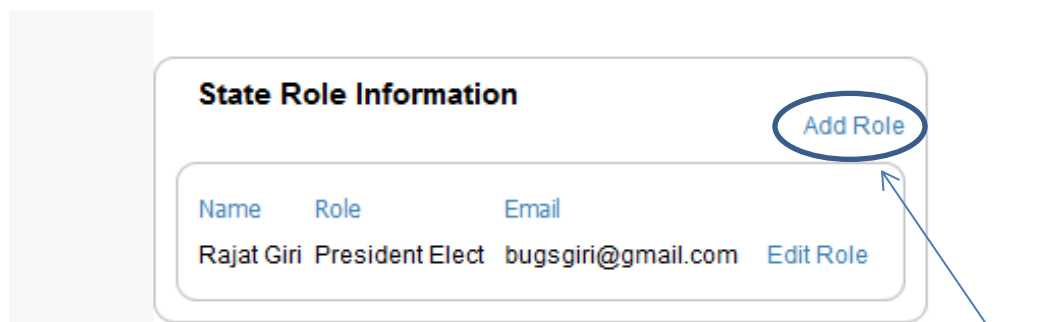 State Role Information
Add Role
Name Role Email
Rajat Giri President Elect bugsgiri@gmail.com Edit Role